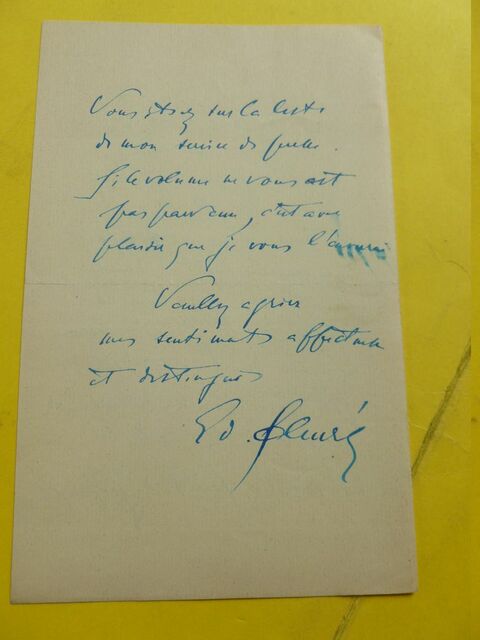 Vous êtes sur la liste
de mon service de presse.
Si le volume ne vous est
pas parvenu, c'est avec
plaisir que je vous l'enverrai
Veuillez agréer
mes sentiments affectueux
et distingués
Ed.